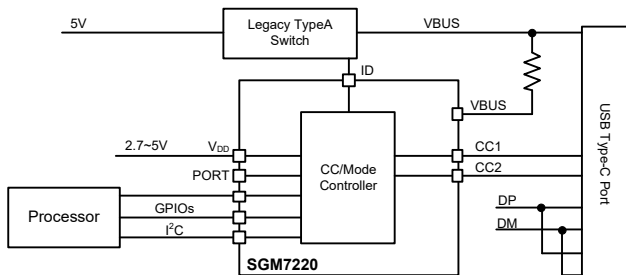 5V
Legacy TypeA
Switch
VBUS
ID
VBUS
2.7~5V
VDD
PORT
CC/Mode
Controller
CC1
CC2
USB Type-C Port
Processor
GPIOs
I²C
DP
DM
SGM7220